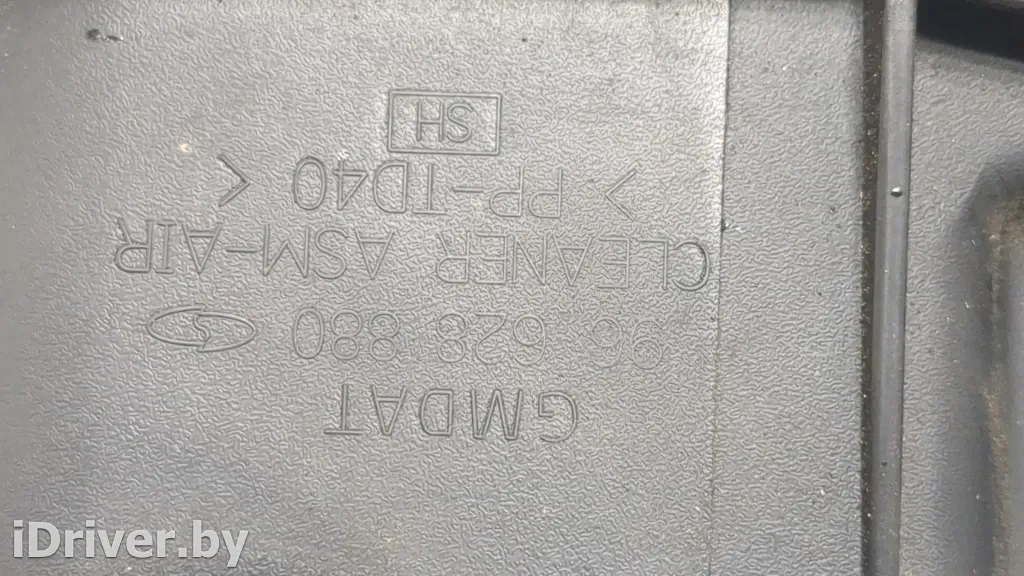 GMDAT
96 628 880
CLEANER ASM-AIR
> PP-TD40 <
SH
iDriver.by